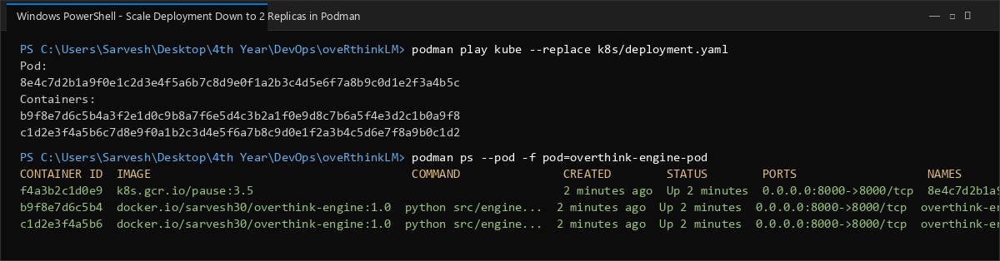 Windows PowerShell - Scale Deployment Down to 2 Replicas in Podman
PS C:\Users\Sarvesh\Desktop\4th Year\DevOps\oveRthinkLM> podman play kube --replace k8s/deployment.yaml
Pod:
8e4c7d2b1a9f0e1c2d3e4f5a6b7c8d9e0f1a2b3c4d5e6f7a8b9c0d1e2f3a4b5c
Containers:
b9f8e7d6c5b4a3f2e1d0c9b8a7f6e5d4c3b2a1f0e9d8c7b6a5f4e3d2c1b0a9f8
c1d2e3f4a5b6c7d8e9f0a1b2c3d4e5f6a7b8c9d0e1f2a3b4c5d6e7f8a9b0c1d2
PS C:\Users\Sarvesh\Desktop\4th Year\DevOps\oveRthinkLM> podman ps --pod -f pod=overthink-engine-pod
CONTAINER ID  IMAGE                                      COMMAND               CREATED        STATUS        PORTS                   NAMES
f4a3b2c1d0e9  k8s.gcr.io/pause:3.5                                             2 minutes ago  Up 2 minutes  0.0.0.0:8000->8000/tcp  8e4c7d2b1a9
b9f8e7d6c5b4  docker.io/sarvesh30/overthink-engine:1.0  python src/engine...  2 minutes ago  Up 2 minutes  0.0.0.0:8000->8000/tcp  overthink-en
c1d2e3f4a5b6  docker.io/sarvesh30/overthink-engine:1.0  python src/engine...  2 minutes ago  Up 2 minutes  0.0.0.0:8000->8000/tcp  overthink-en